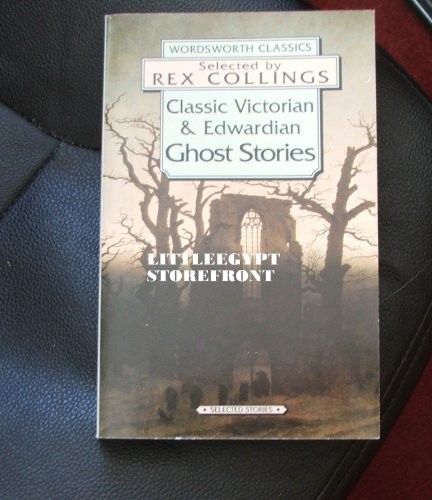 WORDSWORTH CLASSICS
Selected by
REX COLLINGS
Classic Victorian
& Edwardian
Ghost Stories
LITTLEEGYPT
STOREFRONT
• SELECTED STORIES •